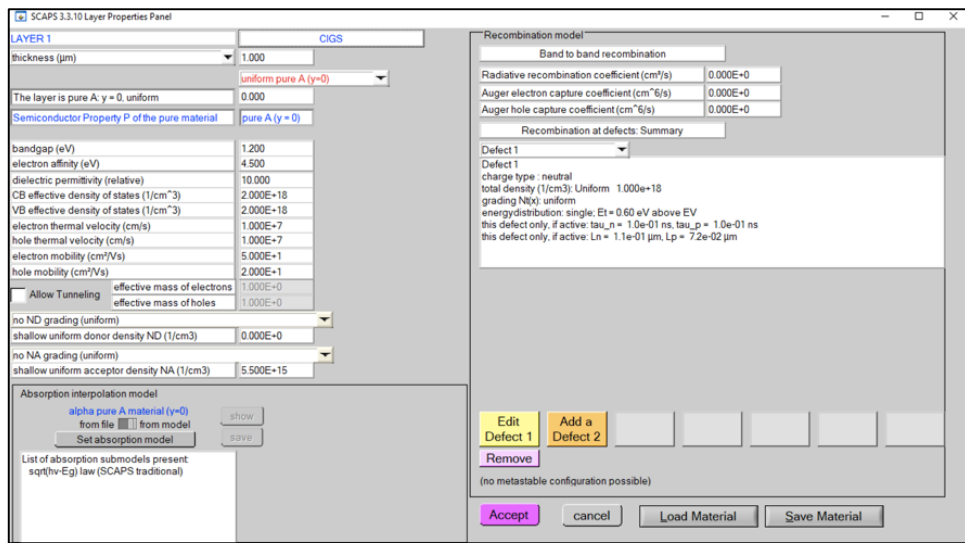 SCAPS 3.3.10 Layer Properties Panel
LAYER 1 CIGS
thickness (µm) 1.000
uniform pure A (y=0)
The layer is pure A: y = 0, uniform 0.000
Semiconductor Property P of the pure material pure A (y = 0)
bandgap (eV) 1.200
electron affinity (eV) 4.500
dielectric permittivity (relative) 10.000
CB effective density of states (1/cm^3) 2.000E+18
VB effective density of states (1/cm^3) 2.000E+18
electron thermal velocity (cm/s) 1.000E+7
hole thermal velocity (cm/s) 1.000E+7
electron mobility (cm²/Vs) 5.000E+1
hole mobility (cm²/Vs) 2.000E+1
Allow Tunneling effective mass of electrons 1.000E+0
effective mass of holes 1.000E+0
no ND grading (uniform)
shallow uniform donor density ND (1/cm3) 0.000E+0
no NA grading (uniform)
shallow uniform acceptor density NA (1/cm3) 5.500E+15
Absorption interpolation model
alpha pure A material (y=0)
from file from model
show
Set absorption model
save
List of absorption submodels present:
sqrt(hv-Eg) law (SCAPS traditional)
Recombination model
Band to band recombination
Radiative recombination coefficient (cm³/s) 0.000E+0
Auger electron capture coefficient (cm^6/s) 0.000E+0
Auger hole capture coefficient (cm^6/s) 0.000E+0
Recombination at defects: Summary
Defect 1
Defect 1
charge type : neutral
total density (1/cm3): Uniform 1.000e+18
grading Nt(x): uniform
energydistribution: single; Et = 0.60 eV above EV
this defect only, if active: tau_n = 1.0e-01 ns, tau_p = 1.0e-01 ns
this defect only, if active: Ln = 1.1e-01 µm, Lp = 7.2e-02 µm
Edit
Defect 1
Add a
Defect 2
Remove
(no metastable configuration possible)
Accept cancel Load Material Save Material